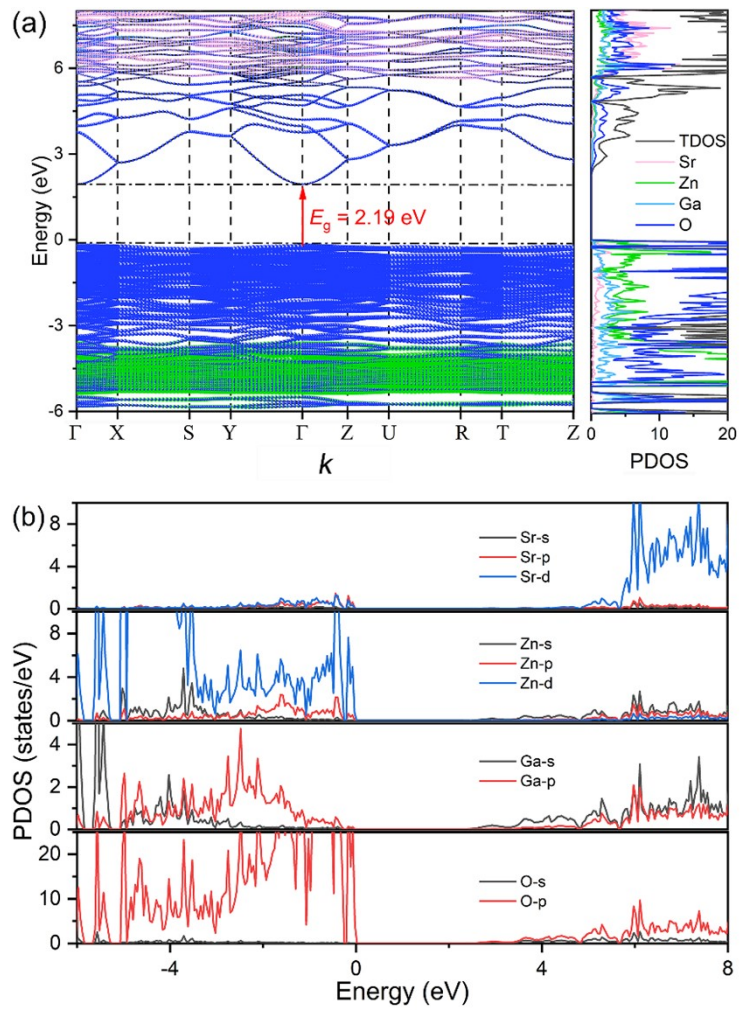 (a)
Energy (eV)
6
3
0
-3
-6
E_g = 2.19 eV
Γ X S Y Γ Z U R T Z
k
TDOS
Sr
Zn
Ga
O
0 10 20
PDOS
(b)
PDOS (states/eV)
8
4
0
Sr-s
Sr-p
Sr-d
8
4
0
Zn-s
Zn-p
Zn-d
4
2
0
Ga-s
Ga-p
20
10
0
O-s
O-p
-4 0 4 8
Energy (eV)